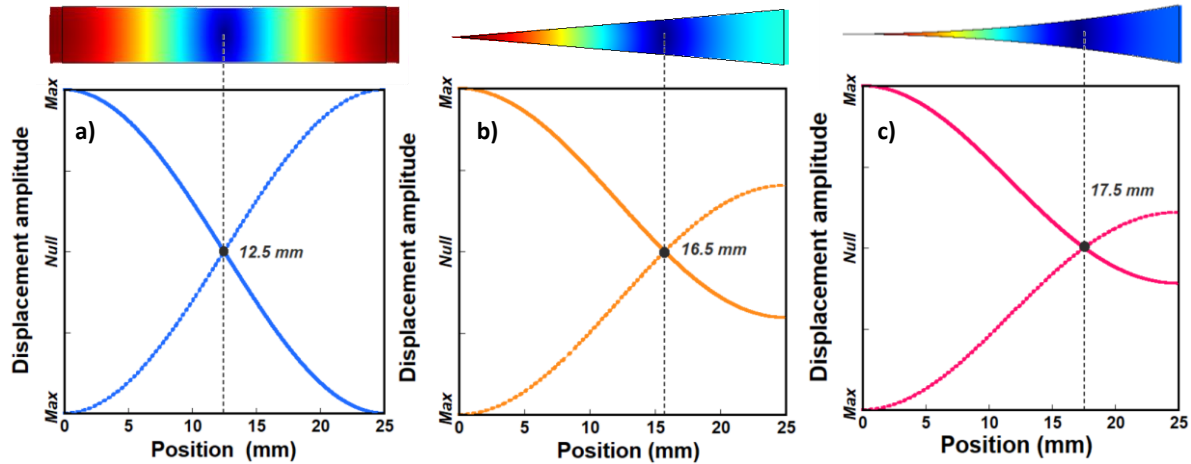 a)
Max
Null
Max
Displacement amplitude
12.5 mm
0 5 10 15 20 25
Position (mm)
b)
Max
Null
Max
Displacement amplitude
16.5 mm
0 5 10 15 20 25
Position (mm)
c)
Max
Null
Max
Displacement amplitude
17.5 mm
0 5 10 15 20 25
Position (mm)